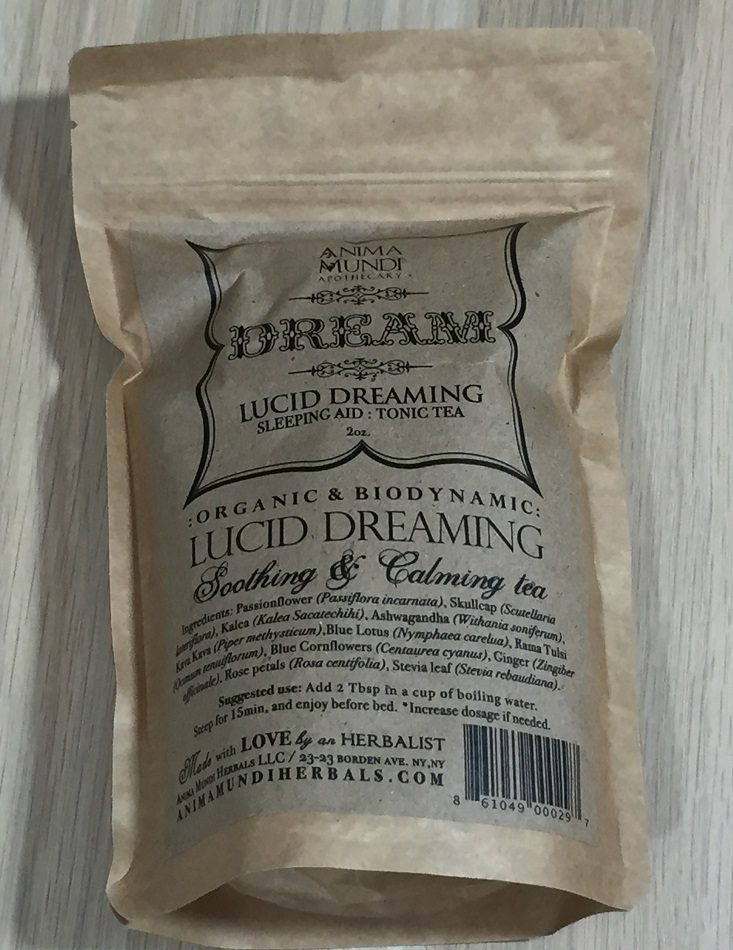 ANIMA
MUNDI
APOTHECARY
DREAM
LUCID DREAMING
SLEEPING AID : TONIC TEA
2oz.
:ORGANIC & BIODYNAMIC:
LUCID DREAMING
Soothing & Calming tea
Ingredients: Passionflower (Passiflora incarnata), Skullcap (Scutellaria
lateriflora), Kalea (Kalea Sacatechihi), Ashwagandha (Withania soniferum),
Kava Kava (Piper methysticum),Blue Lotus (Nymphaea carelua), Rama Tulsi
(Ocimum tenuiflorum), Blue Cornflowers (Centaurea cyanus), Ginger (Zingiber
officinale), Rose petals (Rosa centifolia), Stevia leaf (Stevia rebaudiana).
Suggested use: Add 2 Tbsp in a cup of boiling water.
Steep for 15min, and enjoy before bed. *Increase dosage if needed.
Made with LOVE by an HERBALIST
ANIMA MUNDI HERBALS LLC / 23-23 BORDEN AVE. NY,NY
ANIMAMUNDIHERBALS.COM
8 61049 00029 7